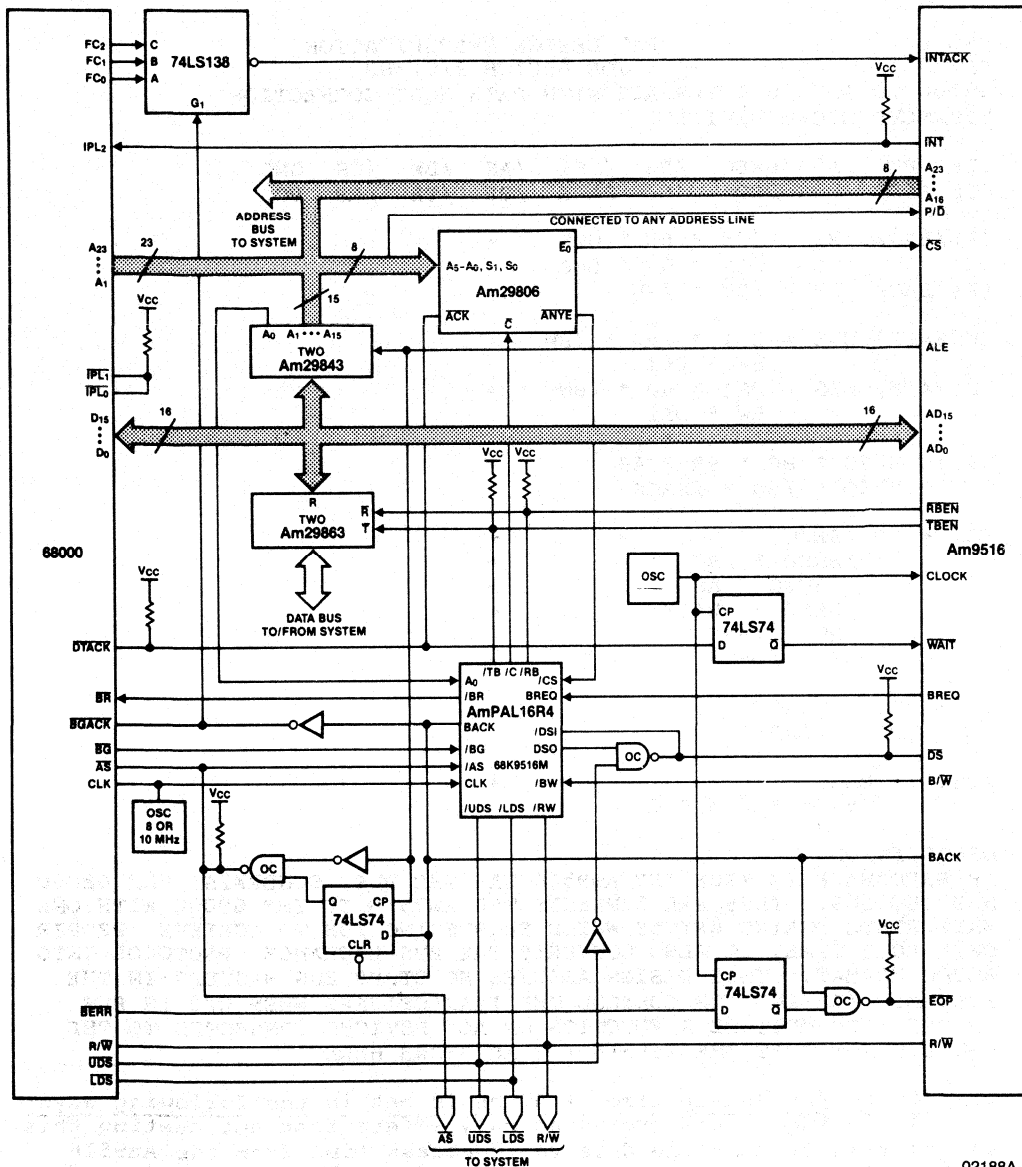 FC₂
FC₁
FC₀
C
B
A
74LS138
G₁
INTACK
VCC
IPL₂
INT
A₂₃
A₁₆
8
ADDRESS
BUS
TO SYSTEM
CONNECTED TO ANY ADDRESS LINE
P/D
A₂₃
A₁
23
8
A₅-A₀, S₁, S₀
E₀
Am29806
ACK
C
ANYE
CS
15
VCC
A₀ A₁ • • • A₁₅
TWO
Am29843
ALE
IPL₁
IPL₀
D₁₅
D₀
16
16
AD₁₅
AD₀
VCC VCC
R
TWO
Am29863
R
T
RBEN
TBEN
68000
Am9516
DATA BUS
TO/FROM SYSTEM
OSC
CLOCK
VCC
CP
74LS74
D Q
DTACK
WAIT
/TB /C /RB
A₀
/CS
/BR
BREQ
AmPAL16R4
BACK
/DSI
DSO
/BG
/AS
68K9516M
CLK
/BW
/UDS /LDS /RW
BR
BGACK
BG
AS
CLK
BREQ
VCC
OC
DS
B/W
OSC
8 OR
10 MHz
VCC
OC
BACK
Q CP
74LS74
D
CLR
VCC
CP
74LS74
D Q
OC
EOP
BERR
R/W
UDS
LDS
R/W
AS UDS LDS R/W
TO SYSTEM
02188A